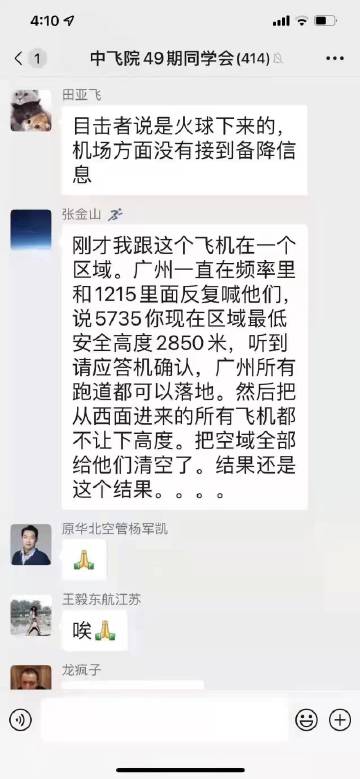 4:10
1
中飞院49期同学会(414)
田亚飞
目击者说是火球下来的，
机场方面没有接到备降信
息
张金山
刚才我跟这个飞机在一个
区域。广州一直在频率里
和1215里面反复喊他们，
说5735你现在区域最低
安全高度2850米，听到
请应答机确认，广州所有
跑道都可以落地。然后把
从西面进来的所有飞机都
不让下高度。把空域全部
给他们清空了。结果还是
这个结果。。。。
原华北空管杨军凯
王毅东航江苏
唉
龙疯子